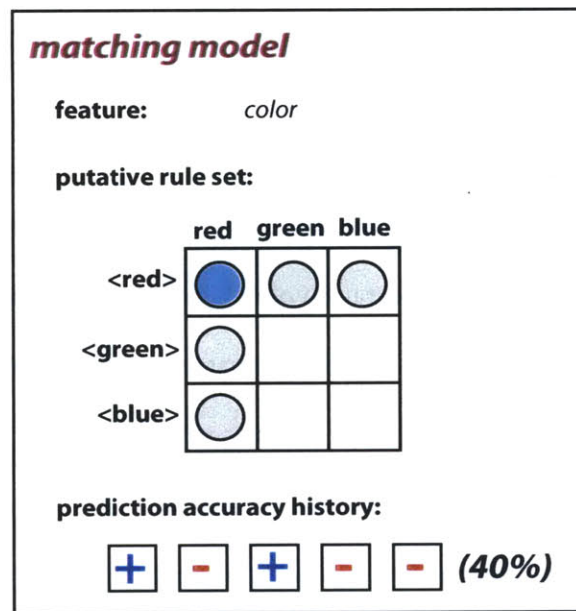 matching model
feature: color
putative rule set:
red green blue
<red>
<green>
<blue>
prediction accuracy history:
+ - + - - (40%)